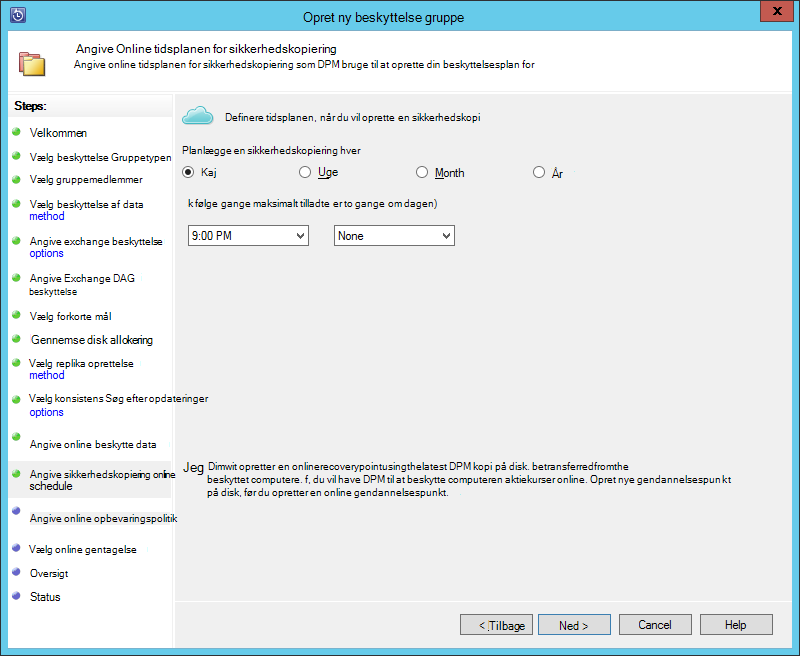 Opret ny beskyttelse gruppe
x
Angive Online tidsplanen for sikkerhedskopiering
Angive online tidsplanen for sikkerhedskopiering som DPM bruge til at oprette din beskyttelsesplan for
Steps:
Velkommen
Vælg beskyttelse Gruppetypen
Vælg gruppemedlemmer
Vælg beskyttelse af data
method
Angive exchange beskyttelse
options
Angive Exchange DAG
beskyttelse
Vælg forkorte mål
Gennemse disk allokering
Vælg replika oprettelse
method
Vælg konsistens Søg efter opdateringer
options
Angive online beskytte data
Angive sikkerhedskopiering online
schedule
Angive online opbevaringspolitik
Vælg online gentagelse
Oversigt
Status
Definere tidsplanen, når du vil oprette en sikkerhedskopi
Planlægge en sikkerhedskopiering hver
Kaj Uge Month År
k følge gange maksimalt tilladte er to gange om dagen)
9:00 PM None
Jeg Dimwit opretter en onlinerecoverypointusingthelatest DPM kopi på disk. betransferredfromthe
beskyttet computere. f, du vil have DPM til at beskytte computeren aktiekurser online. Opret nye gendannelsespunkt
på disk, før du opretter en online gendannelsespunkt.
< Tilbage Ned > Cancel Help